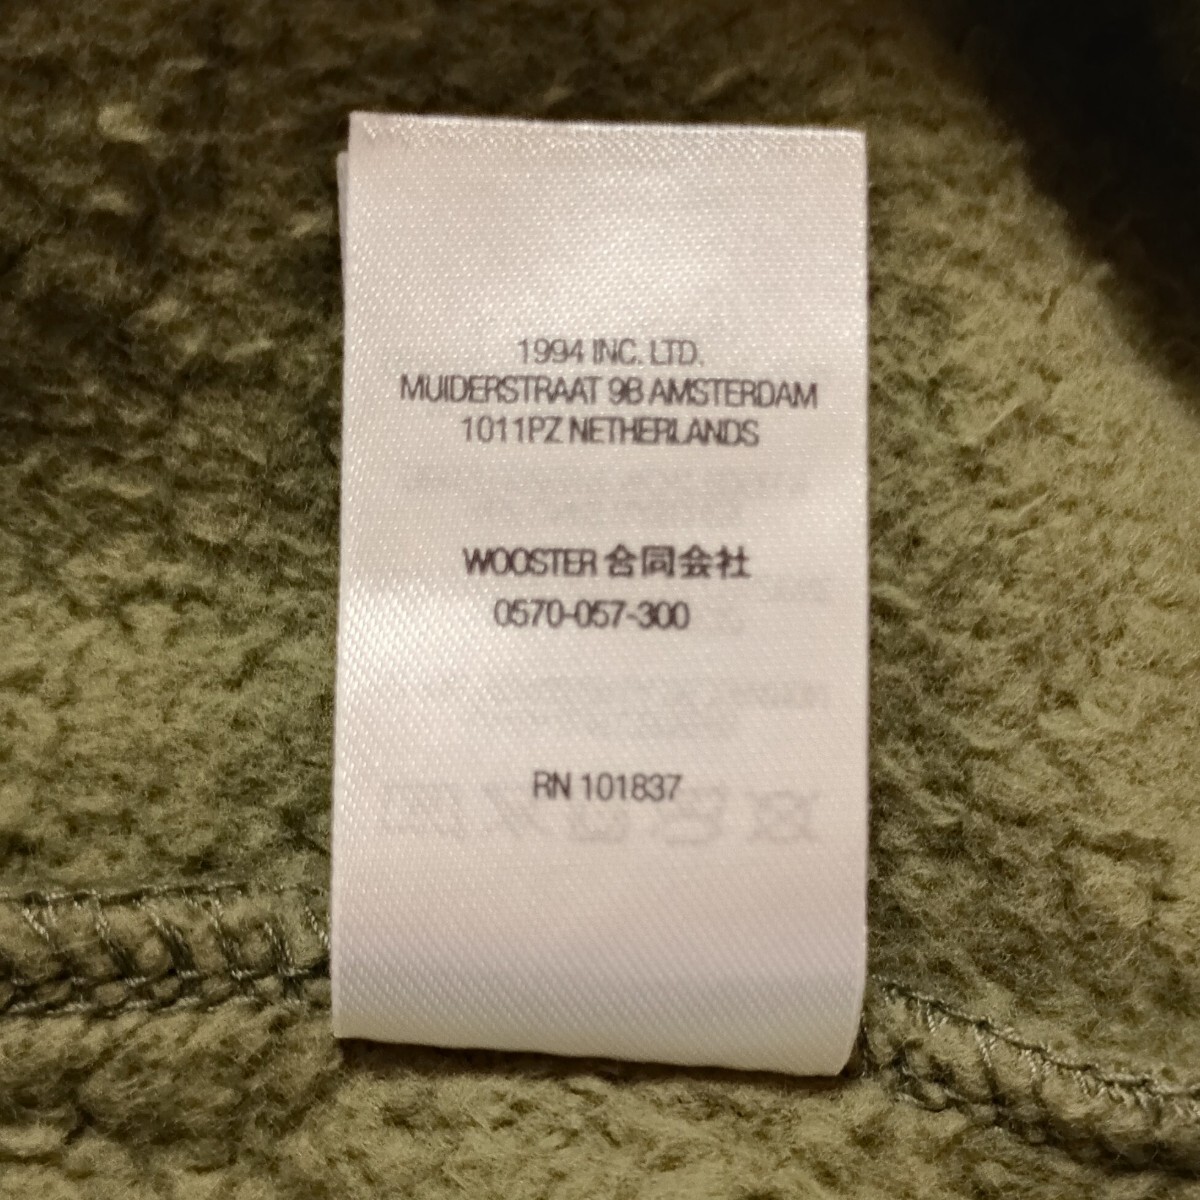 1994 INC. LTD.
MUIDERSTRAAT 9B AMSTERDAM
1011PZ NETHERLANDS
WOOSTER 合同会社
0570-057-300
RN 101837